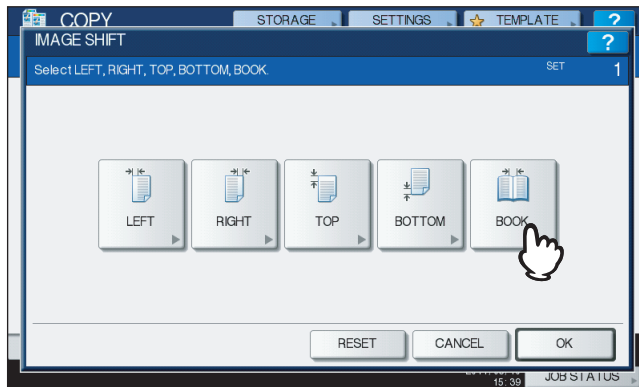 COPY STORAGE SETTINGS TEMPLATE ?
IMAGE SHIFT ?
Select LEFT, RIGHT, TOP, BOTTOM, BOOK. SET 1
LEFT RIGHT TOP BOTTOM BOOK
RESET CANCEL OK
15:39 JOB STATUS